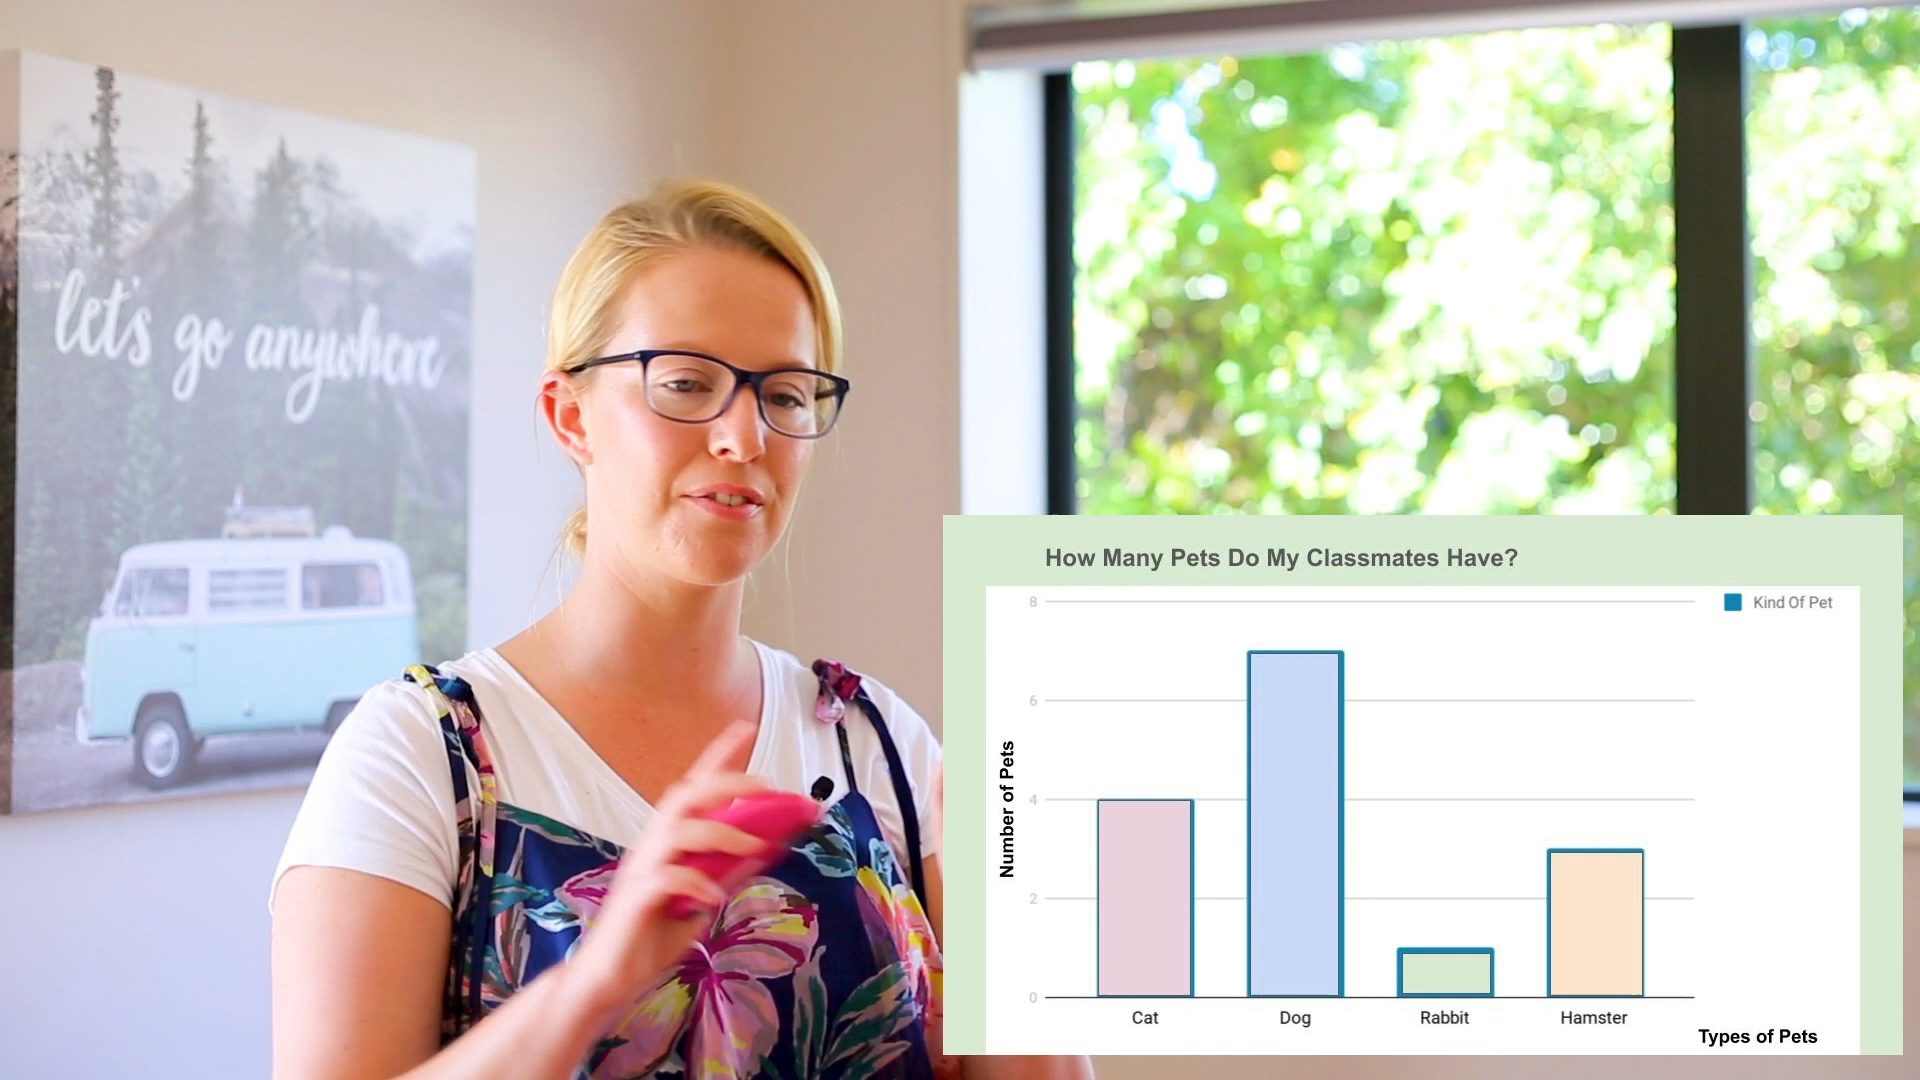 let's go anywhere
How Many Pets Do My Classmates Have?
8
Kind Of Pet
6
4
2
0
Number of Pets
Cat Dog Rabbit Hamster
Types of Pets